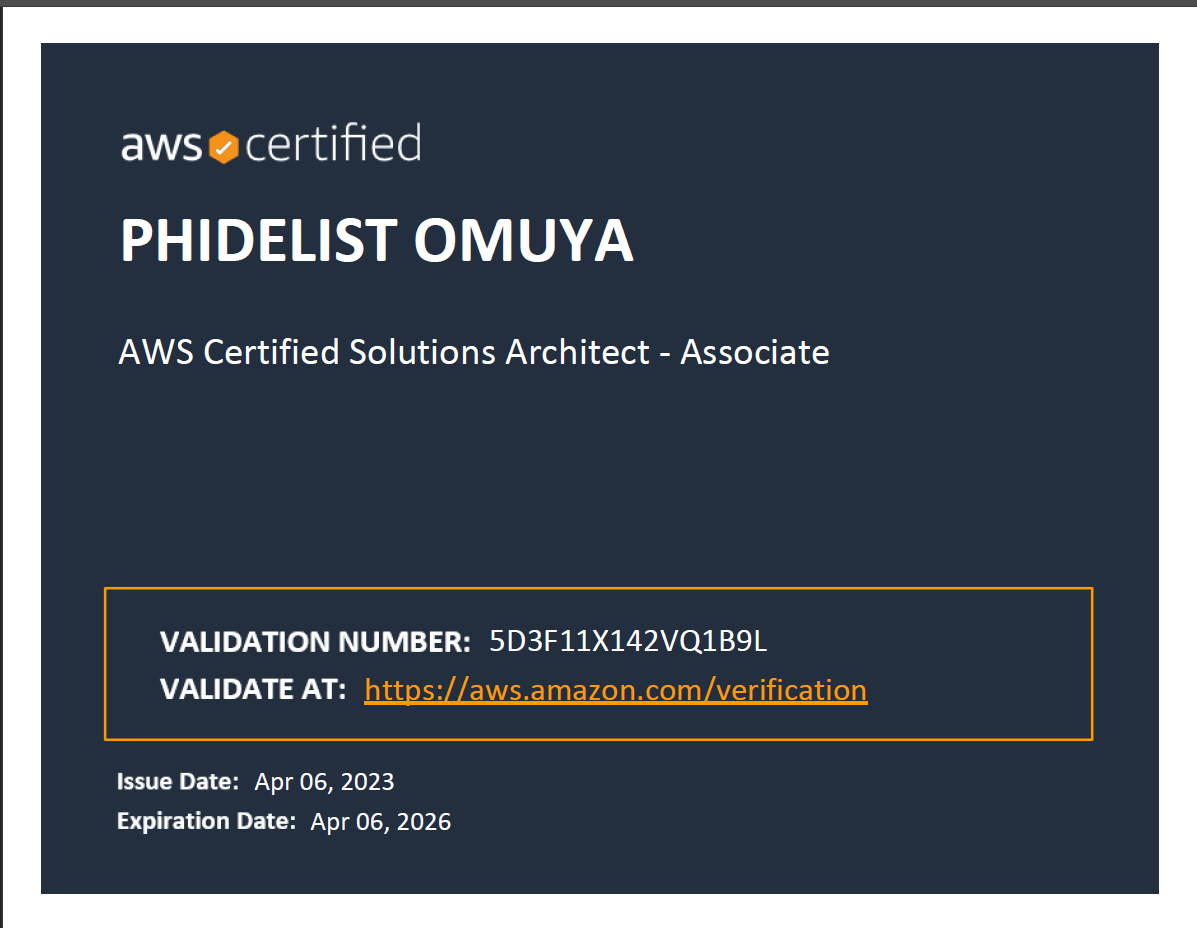 aws certified
PHIDELIST OMUYA
AWS Certified Solutions Architect - Associate
VALIDATION NUMBER: 5D3F11X142VQ1B9L
VALIDATE AT: https://aws.amazon.com/verification
Issue Date: Apr 06, 2023
Expiration Date: Apr 06, 2026